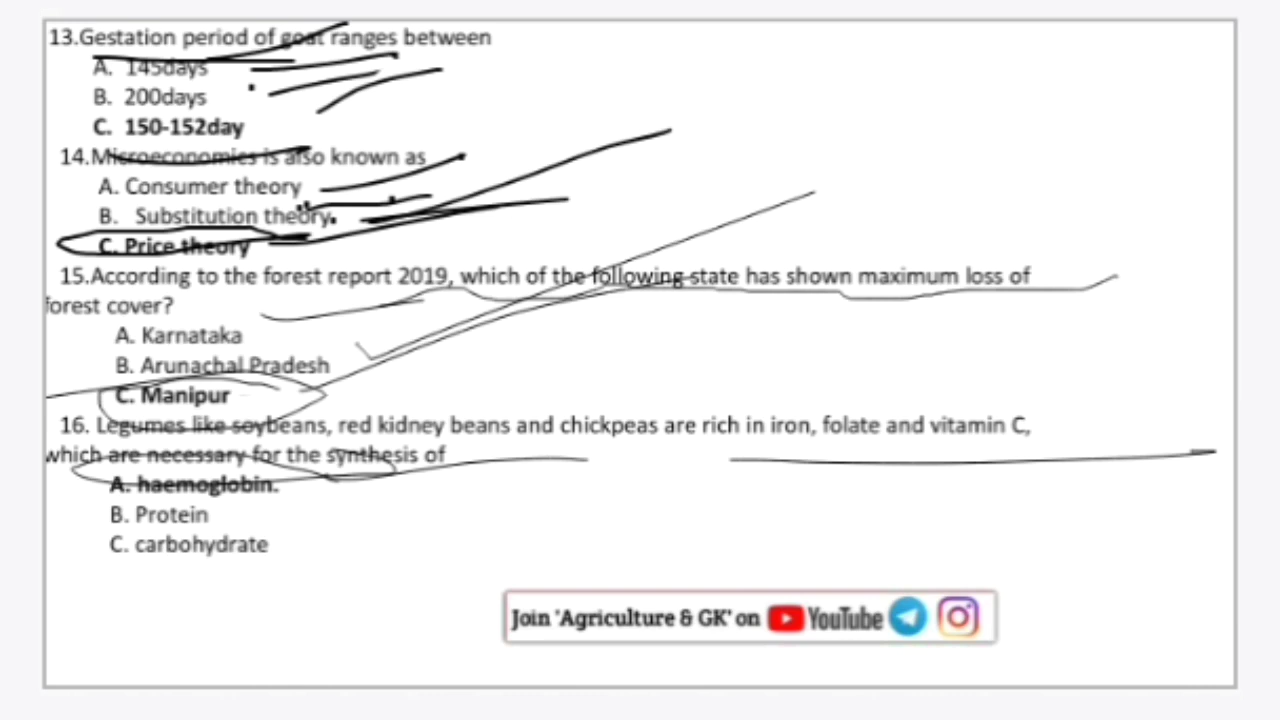 13.Gestation period of goat ranges between
A. 145days
B. 200days
C. 150-152day
14.Microeconomics is also known as
A. Consumer theory
B. Substitution theory.
C. Price theory
15.According to the forest report 2019, which of the following state has shown maximum loss of
forest cover?
A. Karnataka
B. Arunachal Pradesh
C. Manipur
16. Legumes like soybeans, red kidney beans and chickpeas are rich in iron, folate and vitamin C,
which are necessary for the synthesis of
A. haemoglobin.
B. Protein
C. carbohydrate
Join 'Agriculture & GK' on YouTube